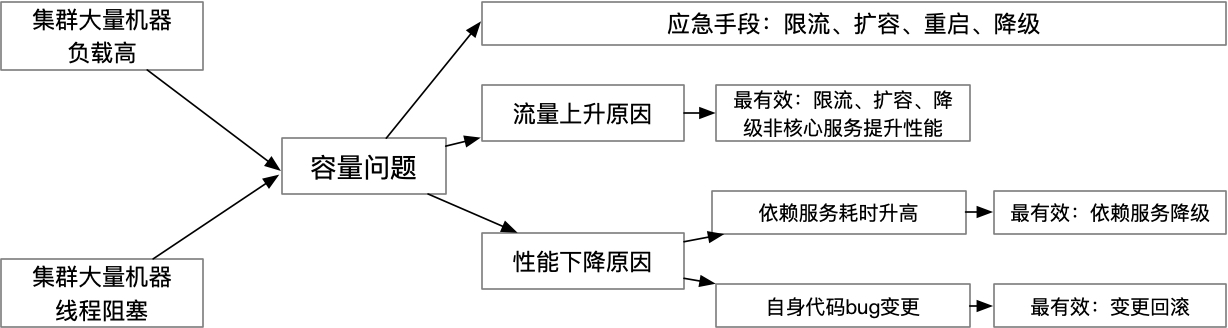 集群大量机器
负载高
应急手段：限流、扩容、重启、降级
流量上升原因
最有效：限流、扩容、降
级非核心服务提升性能
容量问题
依赖服务耗时升高
最有效：依赖服务降级
性能下降原因
集群大量机器
线程阻塞
自身代码bug变更
最有效：变更回滚